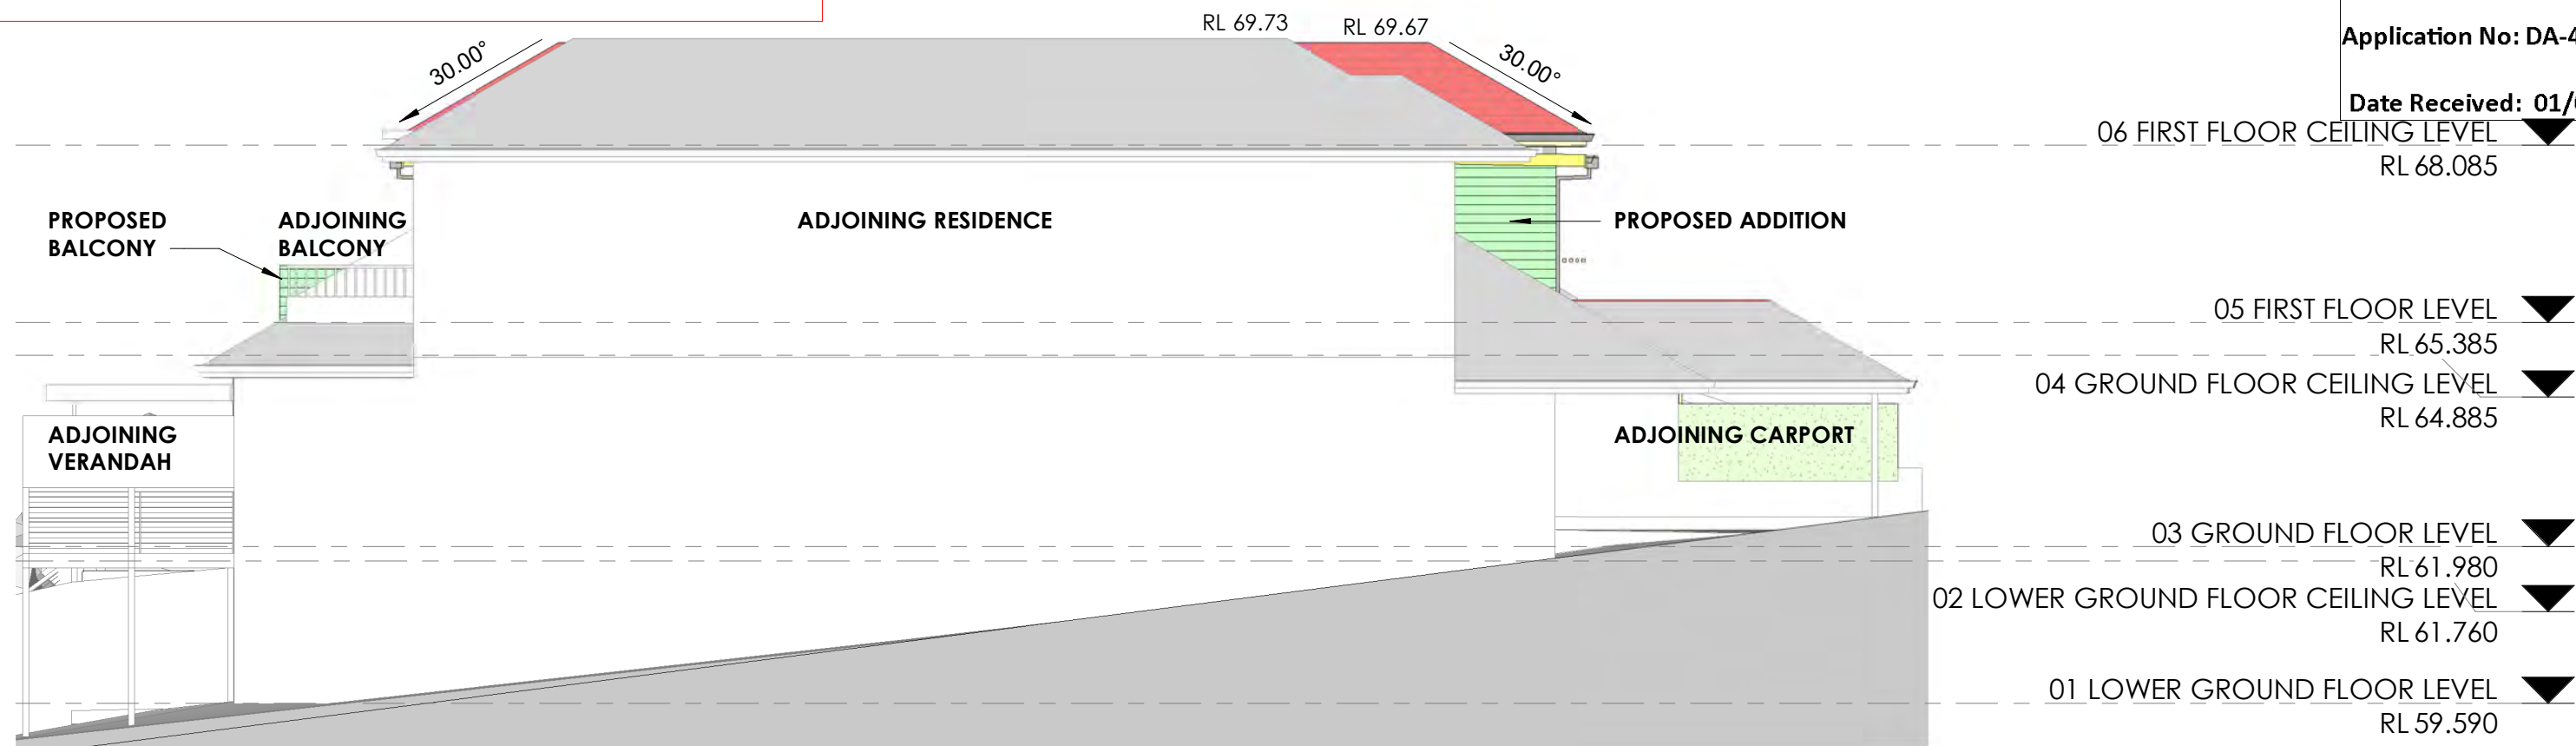 RL 69.73
RL 69.67
Application No: DA-4
30.00°
30.00°
Date Received: 01/
06 FIRST FLOOR CEILING LEVEL
RL 68.085
PROPOSED
BALCONY
ADJOINING
BALCONY
ADJOINING RESIDENCE
PROPOSED ADDITION
05 FIRST FLOOR LEVEL
RL 65.385
04 GROUND FLOOR CEILING LEVEL
RL 64.885
ADJOINING
VERANDAH
ADJOINING CARPORT
03 GROUND FLOOR LEVEL
RL 61.980
02 LOWER GROUND FLOOR CEILING LEVEL
RL 61.760
01 LOWER GROUND FLOOR LEVEL
RL 59.590